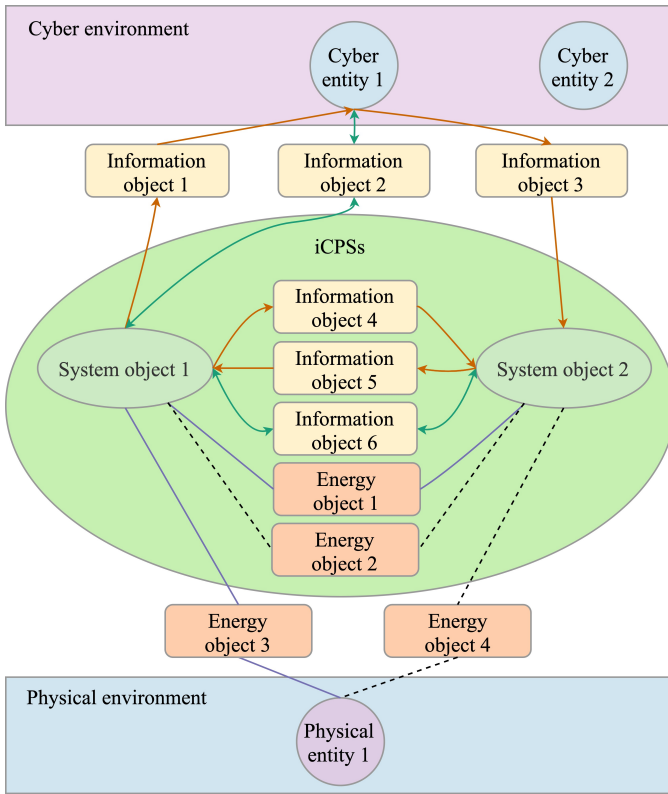 Cyber environment
Cyber
entity 1
Cyber
entity 2
Information
object 1
Information
object 2
Information
object 3
iCPSs
Information
object 4
System object 1
Information
object 5
System object 2
Information
object 6
Energy
object 1
Energy
object 2
Energy
object 3
Energy
object 4
Physical environment
Physical
entity 1